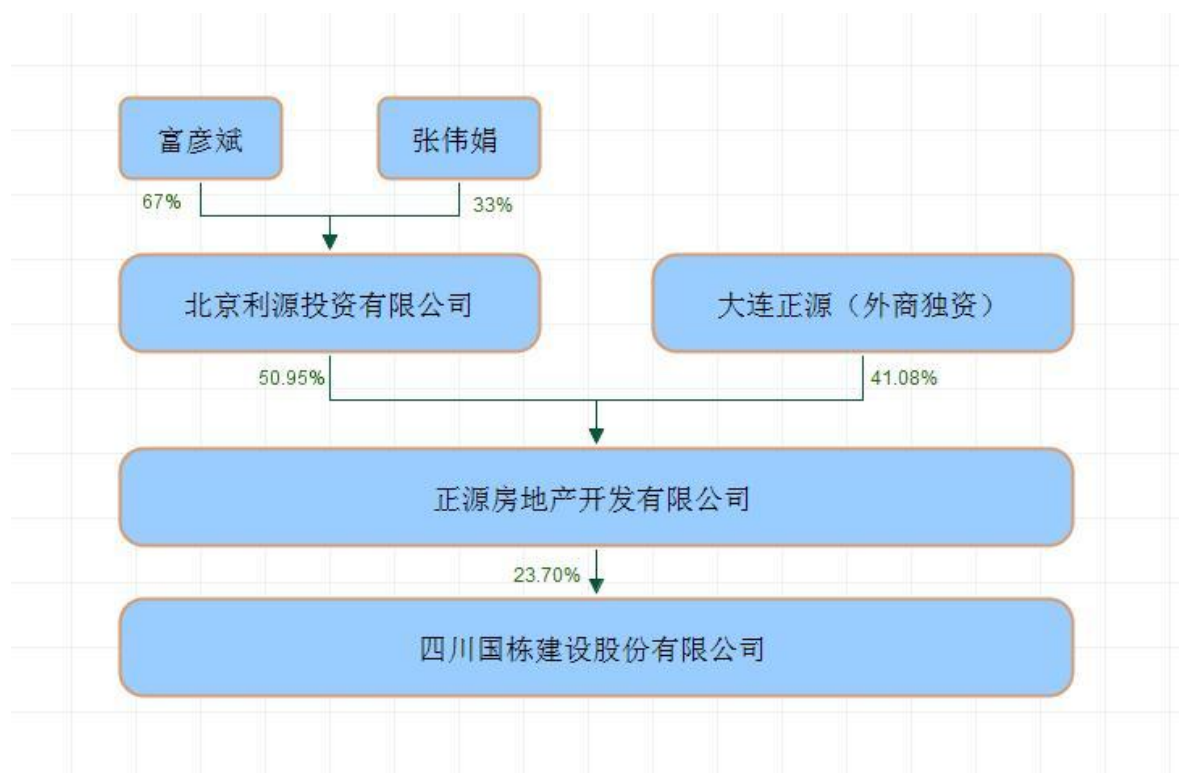 富彦斌
张伟娟
67%
33%
北京利源投资有限公司
大连正源（外商独资）
50.95%
41.08%
正源房地产开发有限公司
23.70%
四川国栋建设股份有限公司